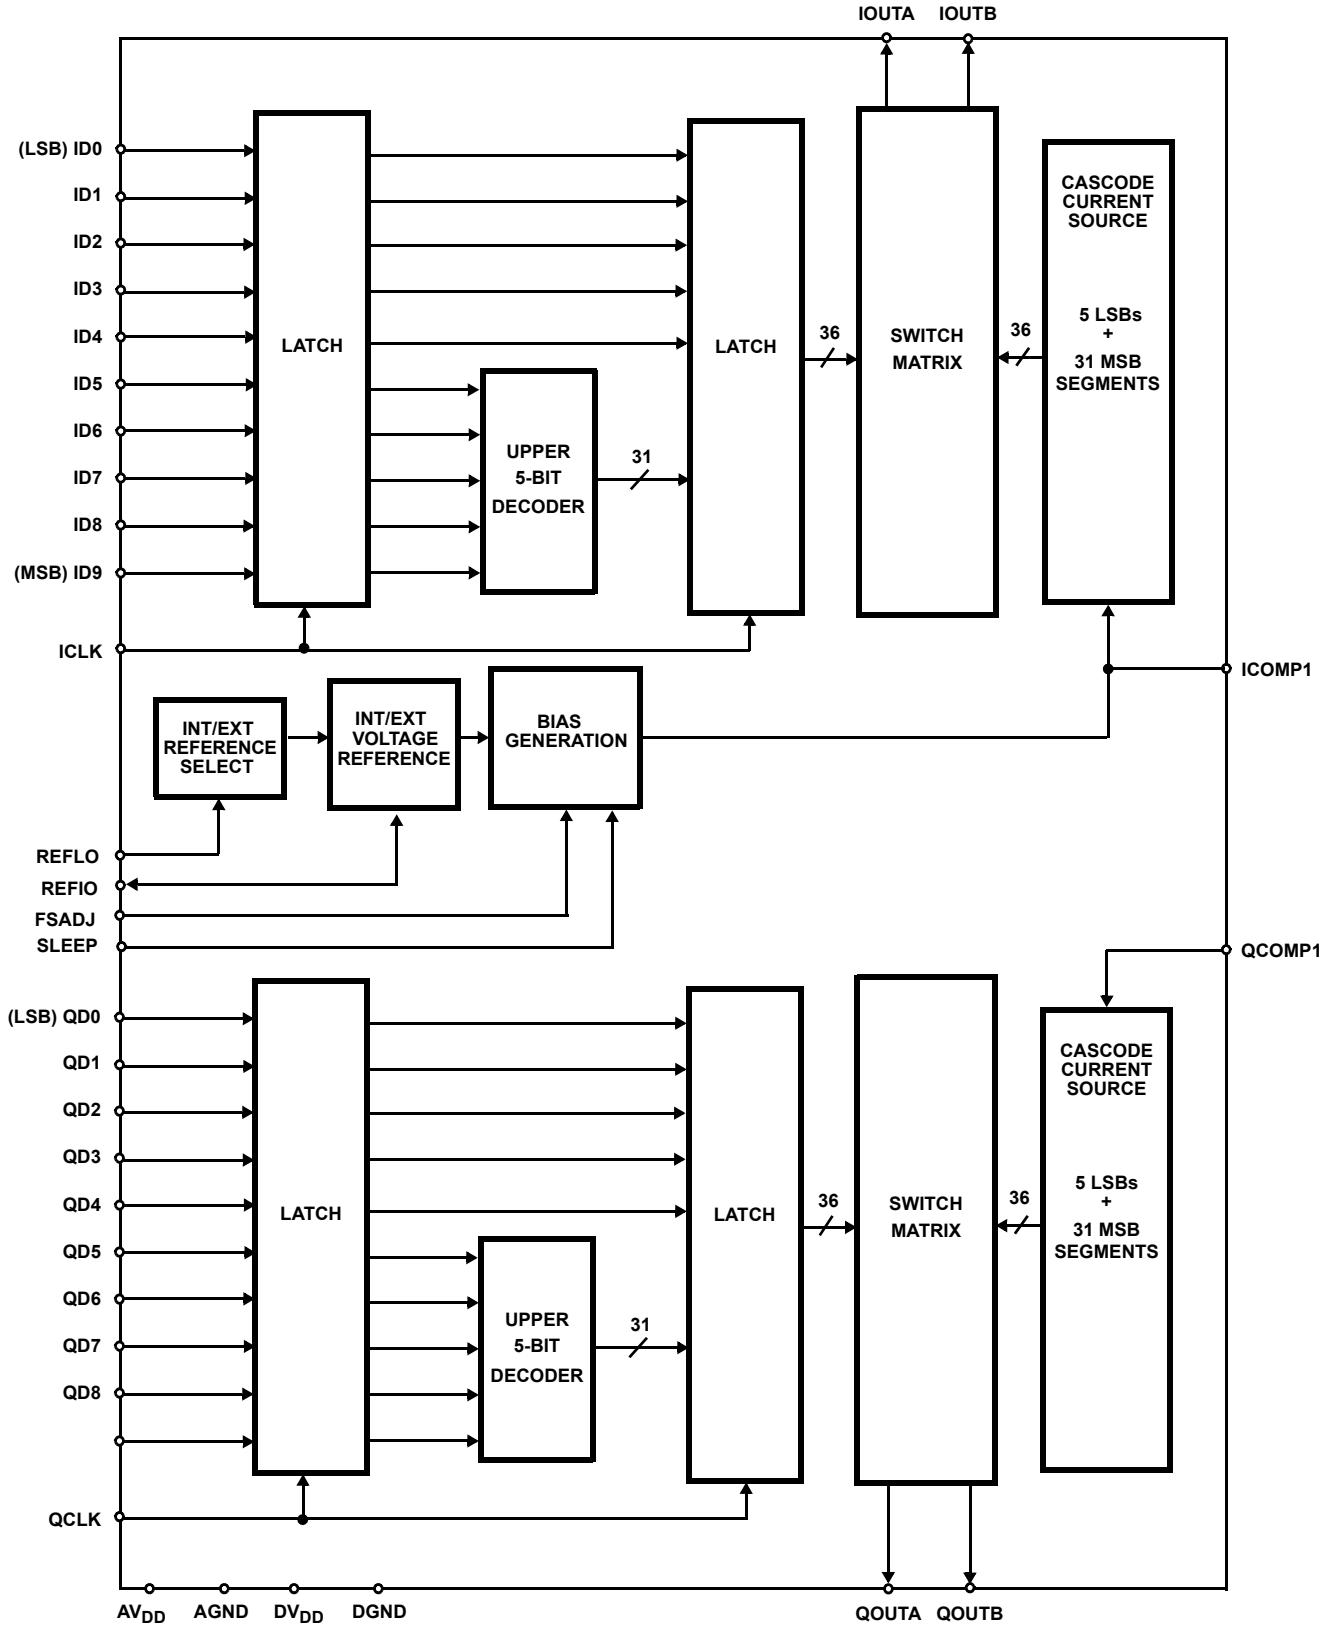 IOUTA IOUTB
(LSB) ID0
ID1
ID2
ID3
ID4
ID5
ID6
ID7
ID8
(MSB) ID9
ICLK
LATCH
UPPER
5-BIT
DECODER
31
LATCH
36
SWITCH
MATRIX
36
CASCODE
CURRENT
SOURCE
5 LSBs
+
31 MSB
SEGMENTS
ICOMP1
INT/EXT
REFERENCE
SELECT
INT/EXT
VOLTAGE
REFERENCE
BIAS
GENERATION
REFLO
REFIO
FSADJ
SLEEP
QCOMP1
(LSB) QD0
QD1
QD2
QD3
QD4
QD5
QD6
QD7
QD8
QCLK
LATCH
UPPER
5-BIT
DECODER
31
LATCH
36
SWITCH
MATRIX
36
CASCODE
CURRENT
SOURCE
5 LSBs
+
31 MSB
SEGMENTS
AVDD AGND DVDD DGND QOUTA QOUTB